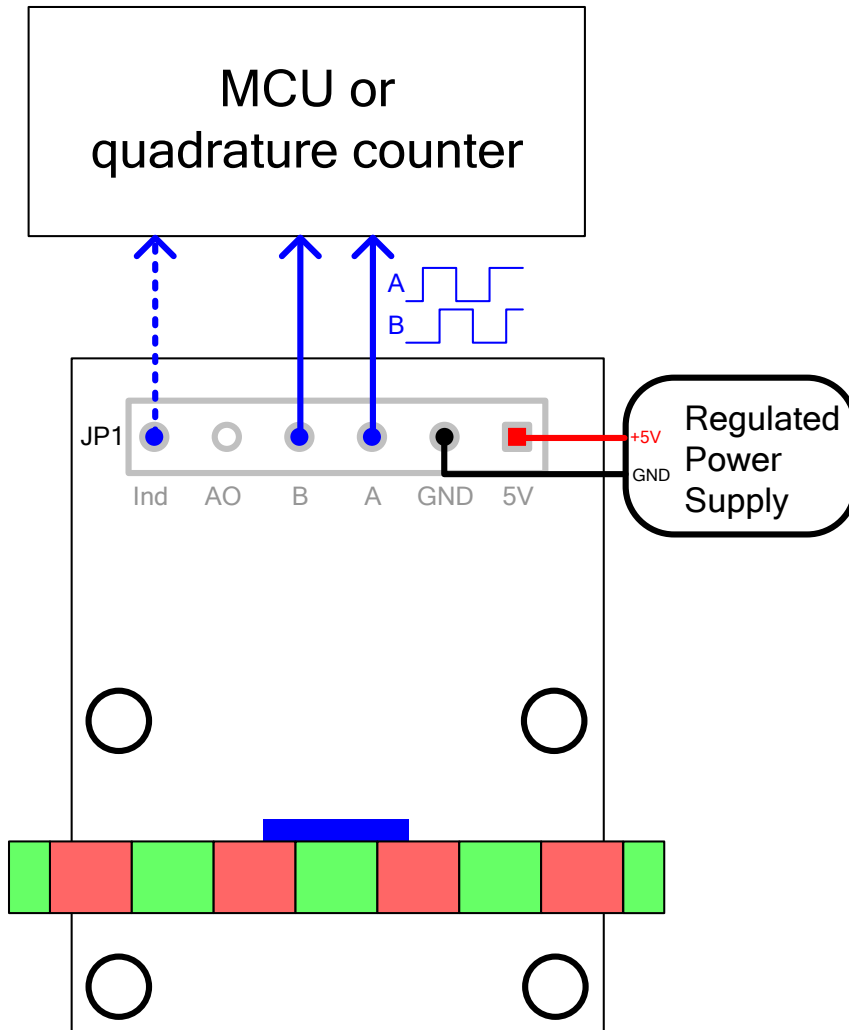 MCU or
quadrature counter
A
B
JP1
Ind AO B A GND 5V
+5V
GND
Regulated
Power
Supply